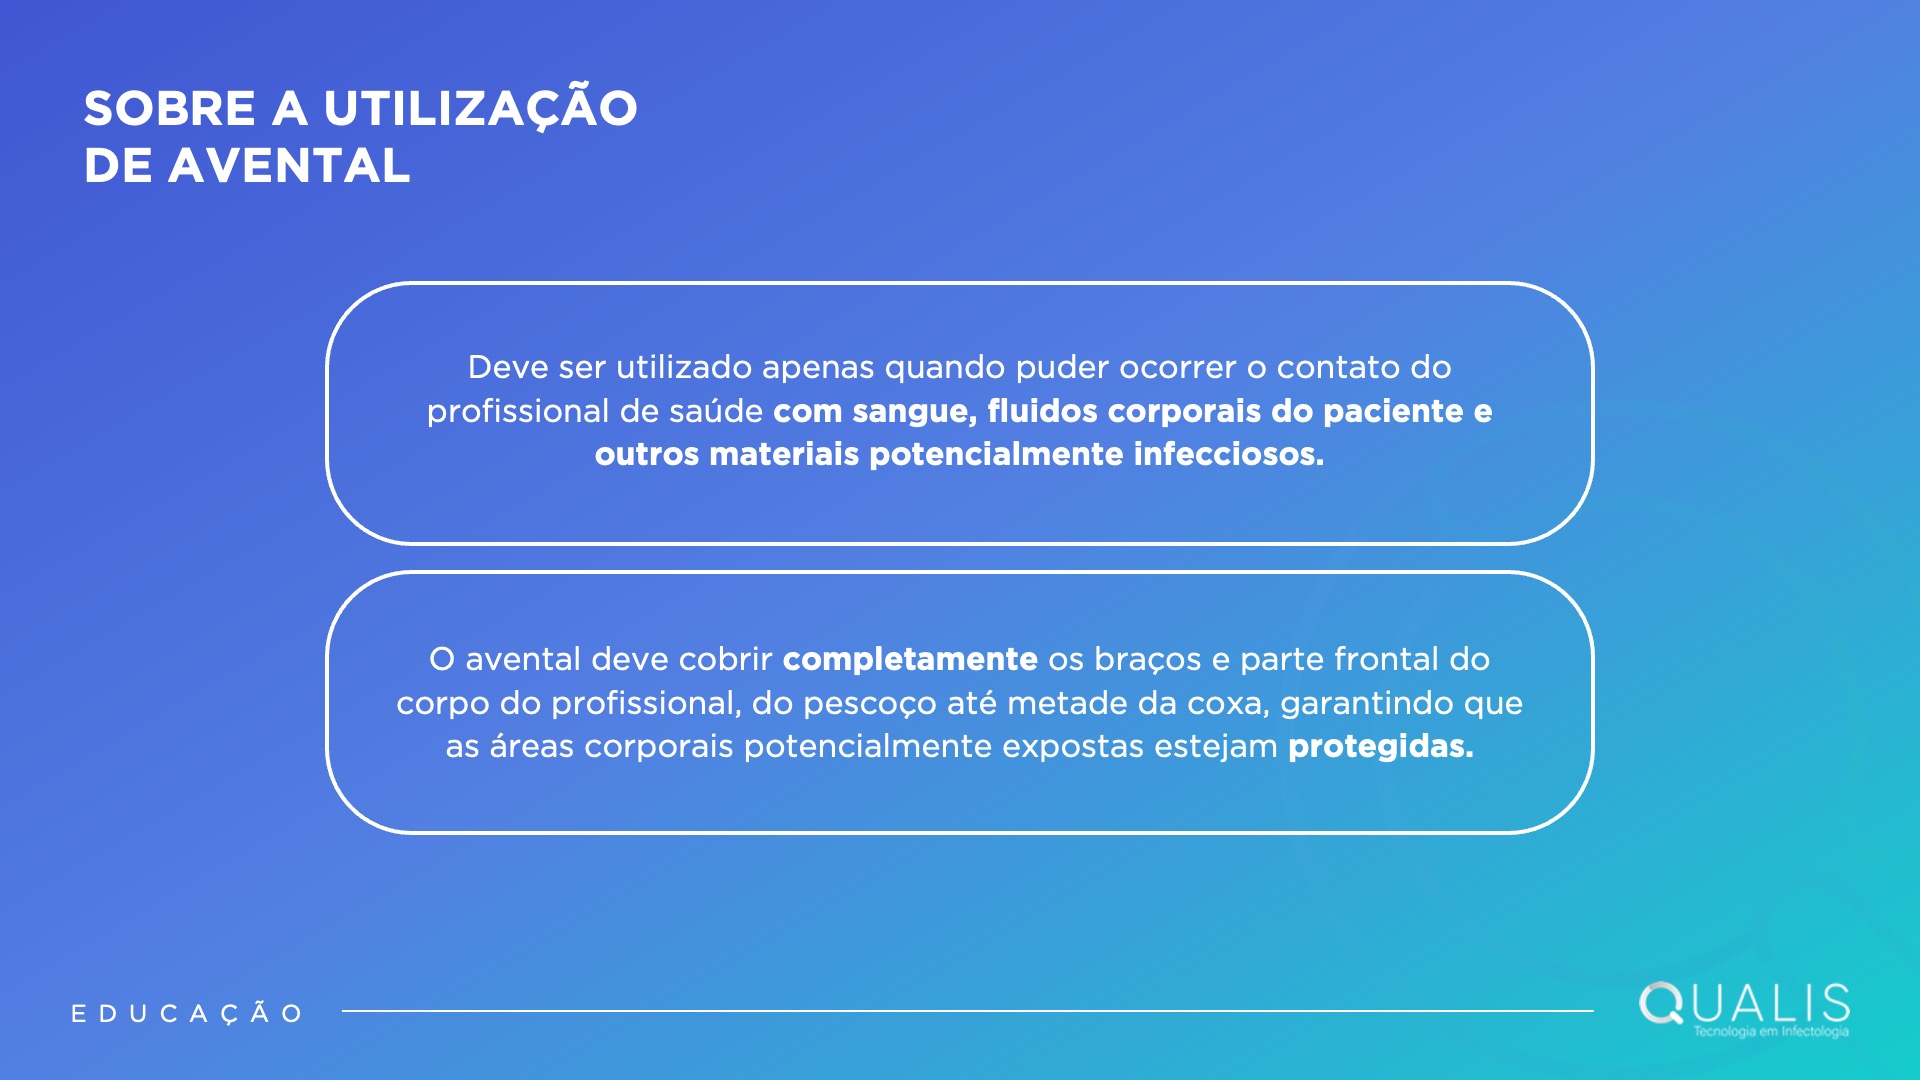 SOBRE A UTILIZAÇÃO
DE AVENTAL
Deve ser utilizado apenas quando puder ocorrer o contato do
profissional de saúde com sangue, fluidos corporais do paciente e
outros materiais potencialmente infecciosos.
O avental deve cobrir completamente os braços e parte frontal do
corpo do profissional, do pescoço até metade da coxa, garantindo que
as áreas corporais potencialmente expostas estejam protegidas.
EDUCAÇÃO
QUALIS
Tecnologia em Infectologia